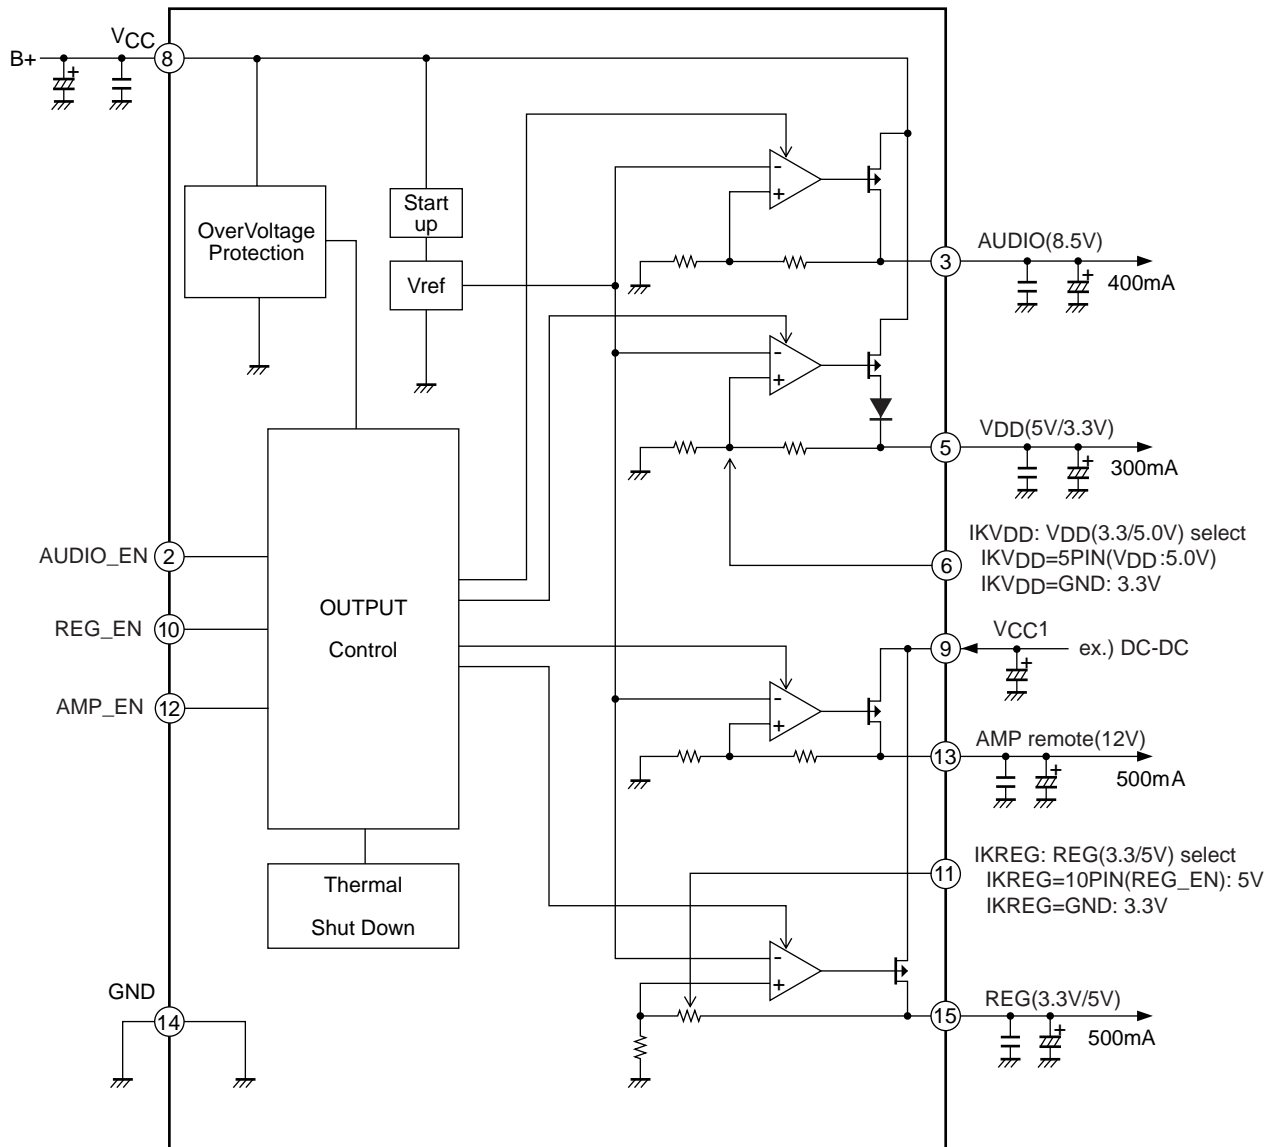 VCC
B+
8
Start
up
OverVoltage
Protection
Vref
-
+
AUDIO(8.5V)
3
+
400mA
-
+
VDD(5V/3.3V)
5
+
300mA
IKVDD: VDD(3.3/5.0V) select
IKVDD=5PIN(VDD:5.0V)
IKVDD=GND: 3.3V
6
AUDIO_EN
2
OUTPUT
Control
REG_EN
10
AMP_EN
12
VCC1
9
ex.) DC-DC
+
-
+
AMP remote(12V)
13
+
500mA
IKREG: REG(3.3/5V) select
IKREG=10PIN(REG_EN): 5V
IKREG=GND: 3.3V
11
Thermal
Shut Down
-
+
GND
14
REG(3.3V/5V)
15
+
500mA
+